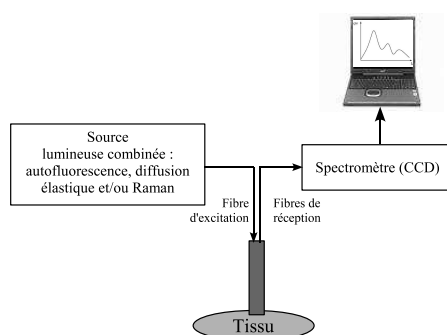 Source
lumineuse combinée :
autofluorescence, diffusion
élastique et/ou Raman
Spectromètre (CCD)
Fibre
d'excitation
Fibres de
réception
Tissu